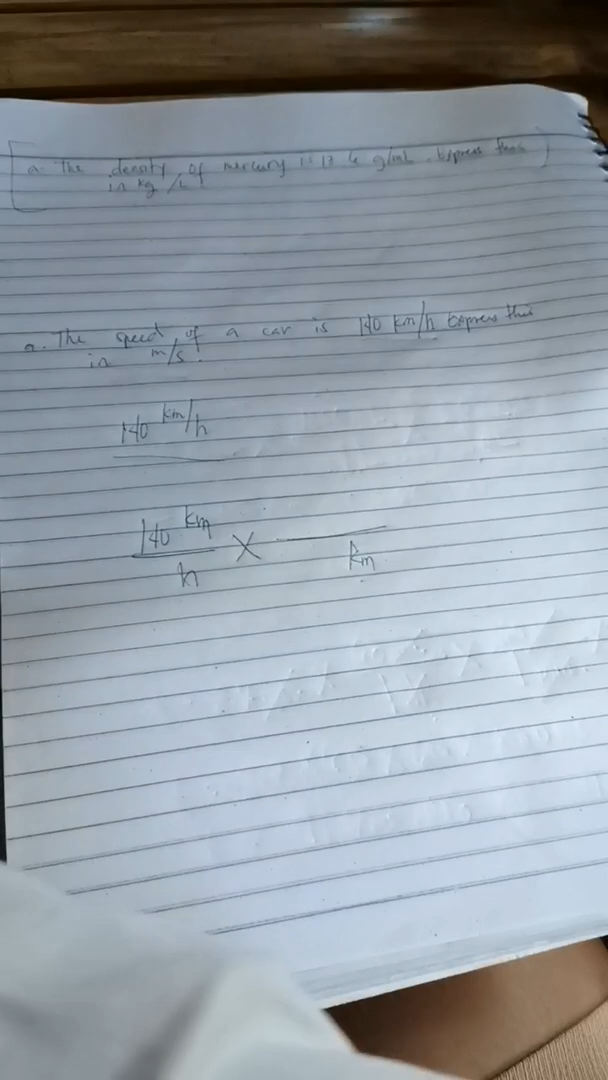 a. The density of mercury is 13.6 g/mL. Express this
in kg/L
a. The speed of a car is 140 km/h Express this
in m/s.
140 km/h
140 km
h
×
km